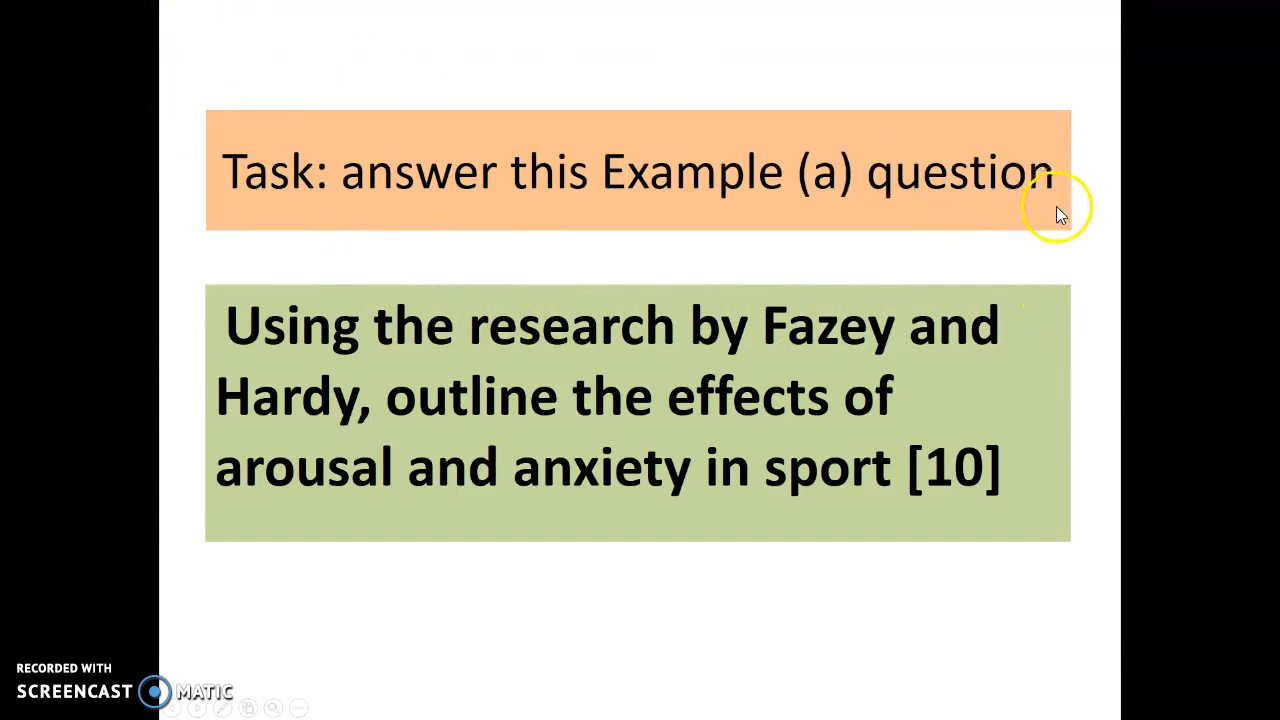 Task: answer this Example (a) question
Using the research by Fazey and
Hardy, outline the effects of
arousal and anxiety in sport [10]
RECORDED WITH
SCREENCAST MATIC